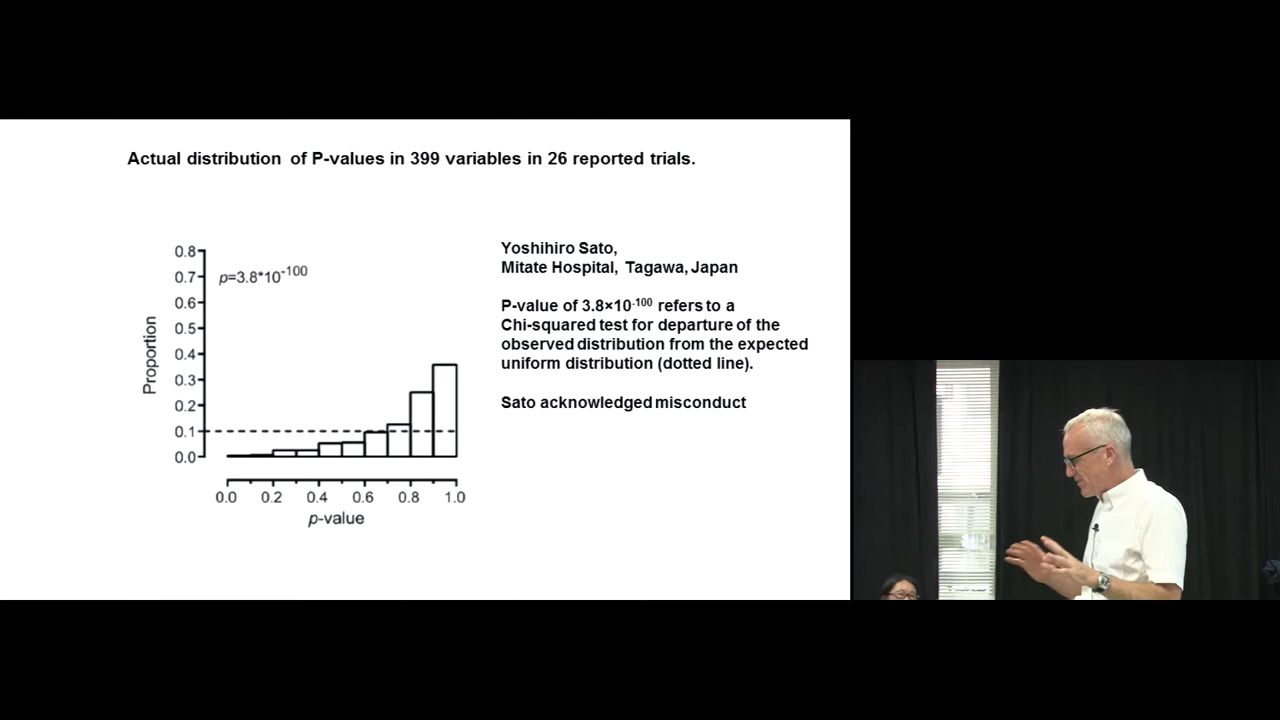 Actual distribution of P-values in 399 variables in 26 reported trials.
0.8
0.7
0.6
0.5
0.4
0.3
0.2
0.1
0.0
Proportion
p=3.8*10-100
0.0 0.2 0.4 0.6 0.8 1.0
p-value
Yoshihiro Sato,
Mitate Hospital, Tagawa, Japan
P-value of 3.8×10-100 refers to a
Chi-squared test for departure of the
observed distribution from the expected
uniform distribution (dotted line).
Sato acknowledged misconduct